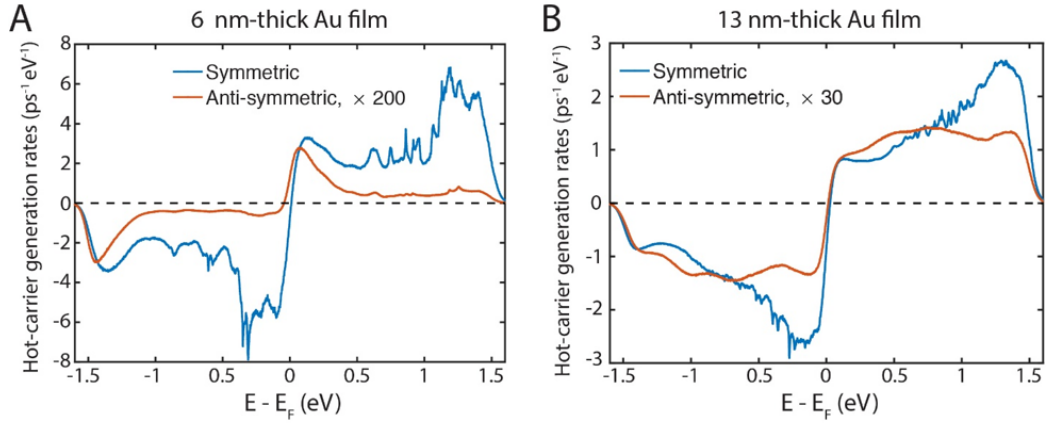 A
6 nm-thick Au film
Hot-carrier generation rates (ps⁻¹ eV⁻¹)
8
6
4
2
0
-2
-4
-6
-8
Symmetric
Anti-symmetric, × 200
-1.5 -1 -0.5 0 0.5 1 1.5
E - E_F (eV)
B
13 nm-thick Au film
Hot-carrier generation rates (ps⁻¹ eV⁻¹)
3
2
1
0
-1
-2
-3
Symmetric
Anti-symmetric, × 30
-1.5 -1 -0.5 0 0.5 1 1.5
E - E_F (eV)